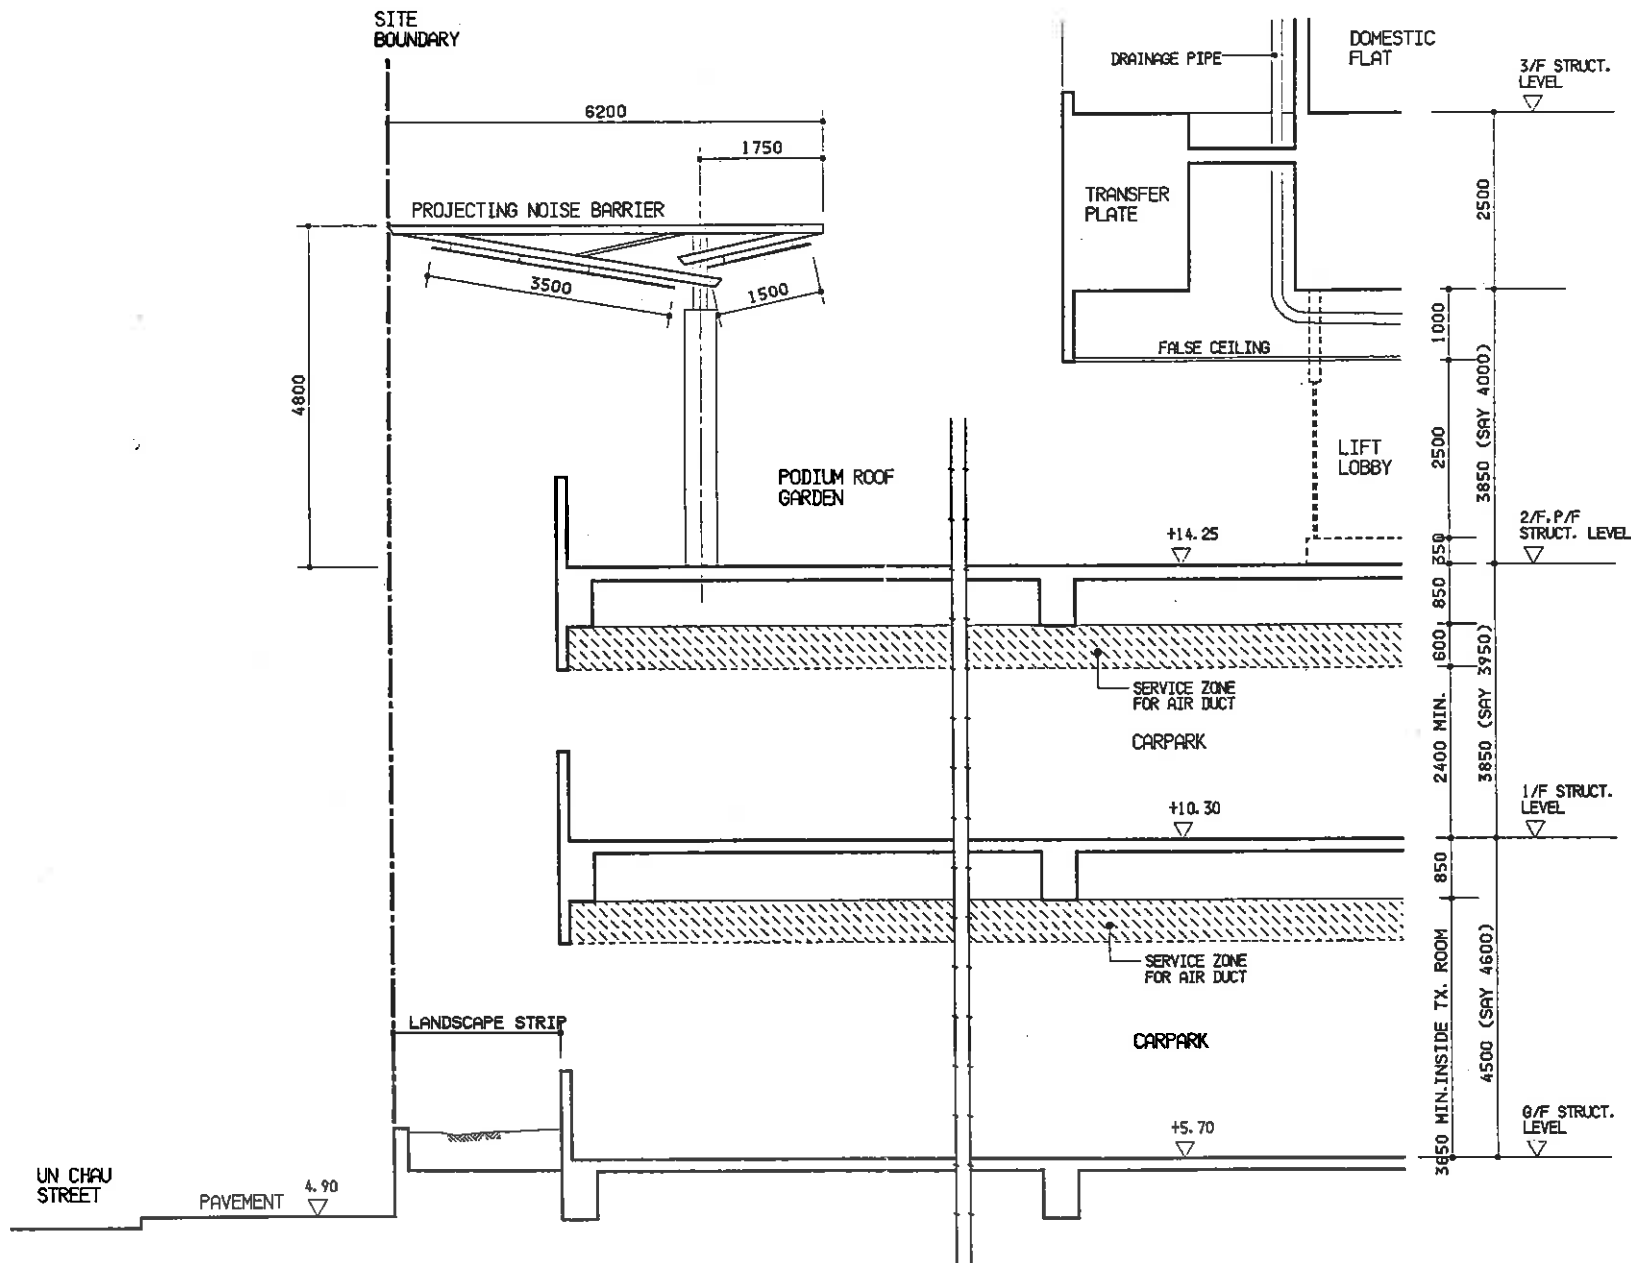 SITE
BOUNDARY
6200
1750
PROJECTING NOISE BARRIER
3500
1500
4800
DRAINAGE PIPE
DOMESTIC
FLAT
3/F STRUCT.
LEVEL
TRANSFER
PLATE
2500
FALSE CEILING
1000
3850 (SAY 4000)
2500
LIFT
LOBBY
PODIUM ROOF
GARDEN
+14.25
2/F.P/F
STRUCT. LEVEL
350
850
600
SERVICE ZONE
FOR AIR DUCT
CARPARK
2400 MIN.
3850 (SAY 3950)
+10.30
1/F STRUCT.
LEVEL
850
SERVICE ZONE
FOR AIR DUCT
LANDSCAPE STRIP
CARPARK
3650 MIN.INSIDE TX. ROOM
4500 (SAY 4600)
+5.70
G/F STRUCT.
LEVEL
UN CHAU
STREET
PAVEMENT
4.90